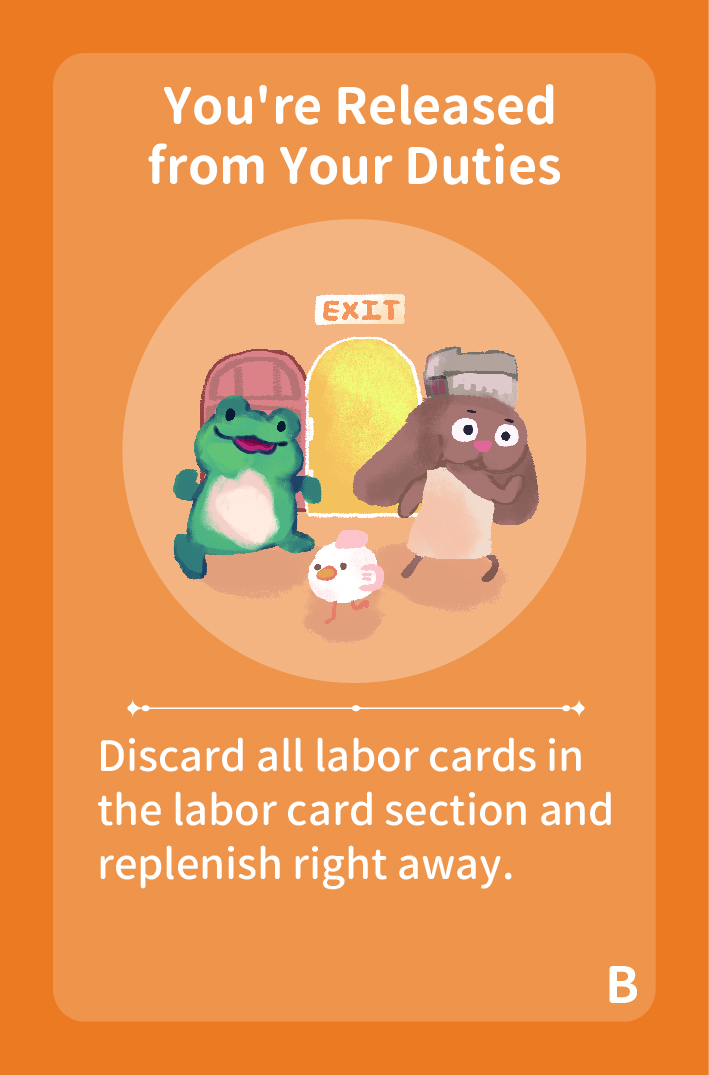 You're Released
from Your Duties
EXIT
Discard all labor cards in
the labor card section and
replenish right away.
B